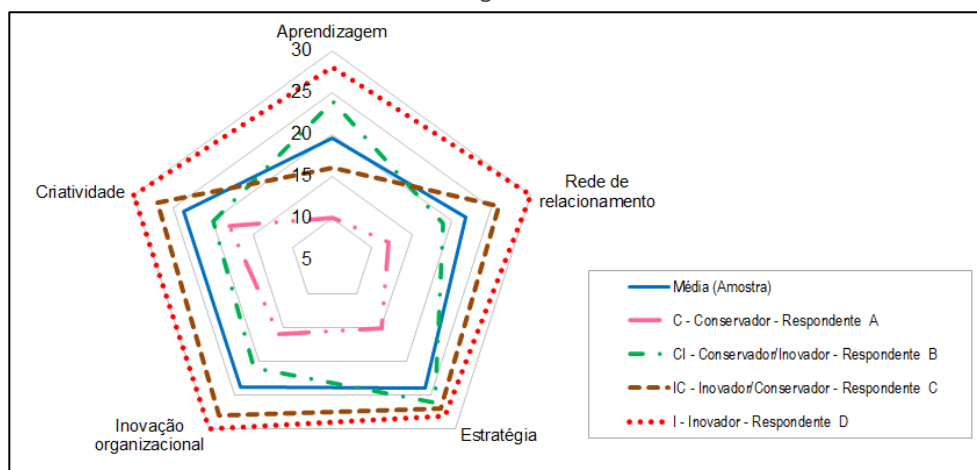 Aprendizagem
30
25
20
15
10
5
Criatividade
Rede de
relacionamento
Inovação
organizacional
Estratégia
Média (Amostra)
C - Conservador - Respondente A
CI - Conservador/Inovador - Respondente B
IC - Inovador/Conservador - Respondente C
I - Inovador - Respondente D